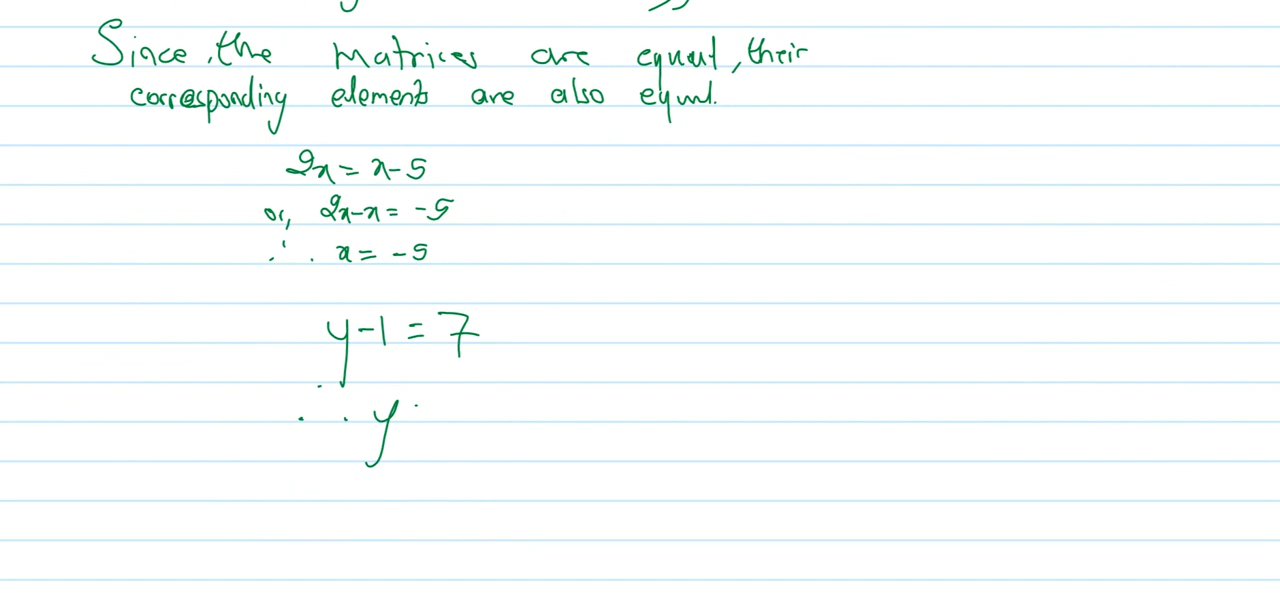 Since, the matrices are equal, their
corresponding elements are also equal.
2x = x - 5
or, 2x - x = -5
∴ x = -5
y - 1 = 7
∴ y